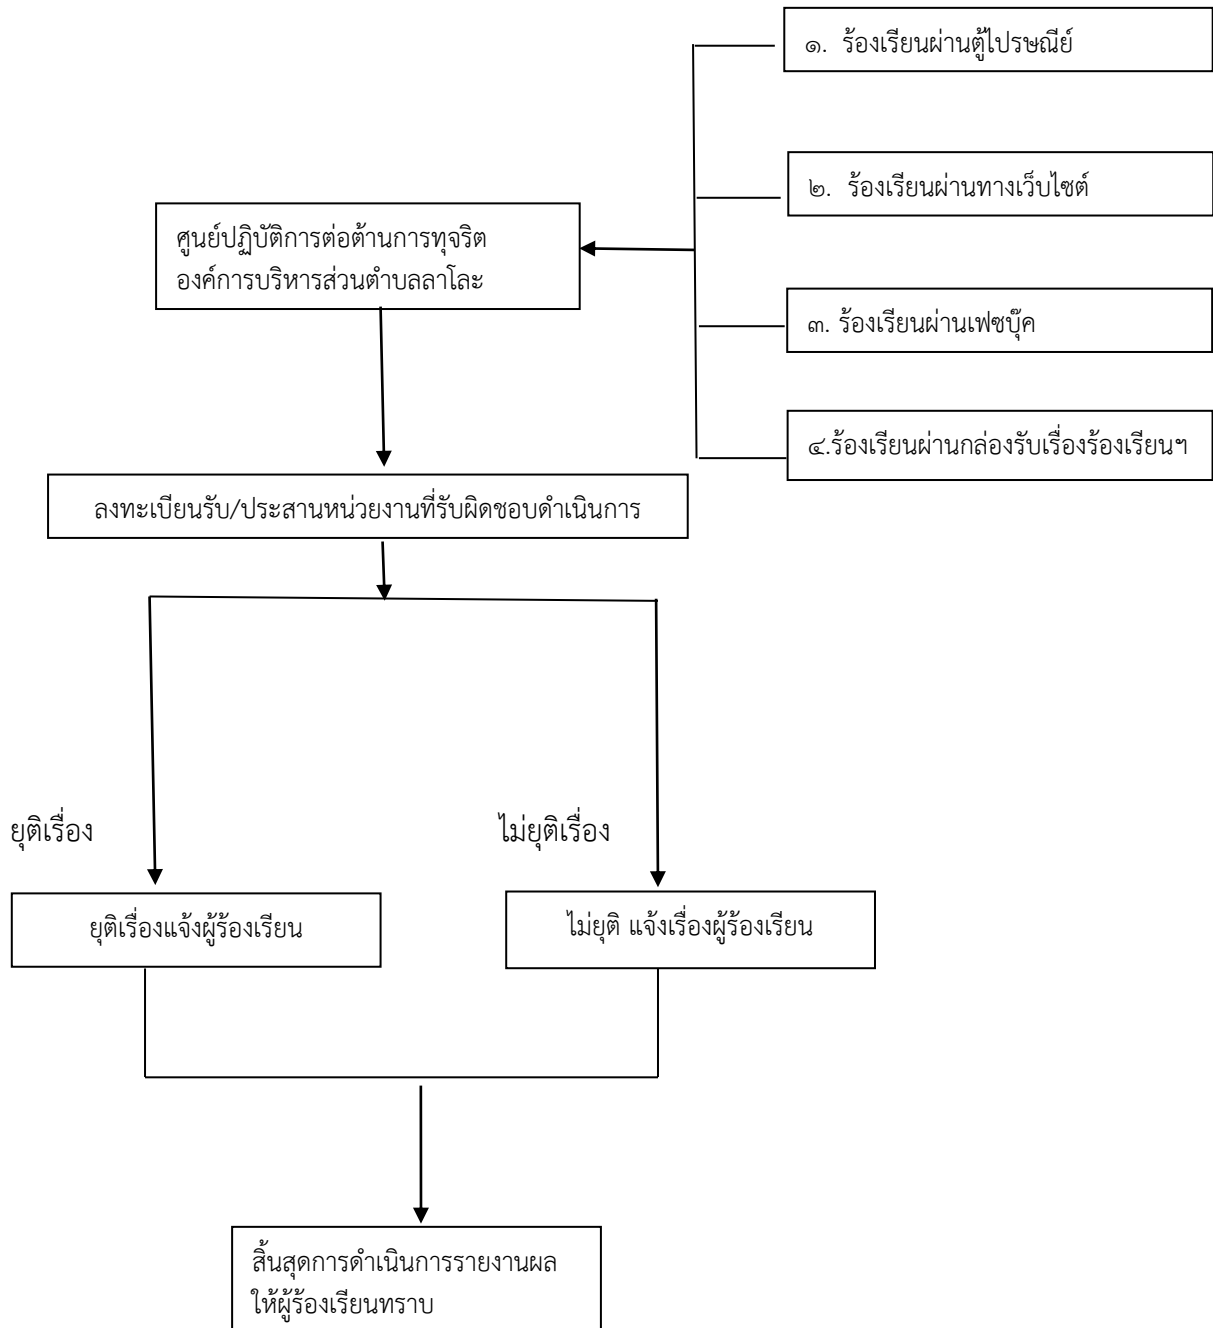 ๑. ร้องเรียนผ่านตู้ไปรษณีย์
๒. ร้องเรียนผ่านทางเว็บไซต์
ศูนย์ปฏิบัติการต่อต้านการทุจริต
องค์การบริหารส่วนตำบลลาโละ
๓. ร้องเรียนผ่านเฟซบุ๊ค
๔.ร้องเรียนผ่านกล่องรับเรื่องร้องเรียนฯ
ลงทะเบียนรับ/ประสานหน่วยงานที่รับผิดชอบดำเนินการ
ยุติเรื่อง
ไม่ยุติเรื่อง
ยุติเรื่องแจ้งผู้ร้องเรียน
ไม่ยุติ แจ้งเรื่องผู้ร้องเรียน
สิ้นสุดการดำเนินการรายงานผล
ให้ผู้ร้องเรียนทราบ